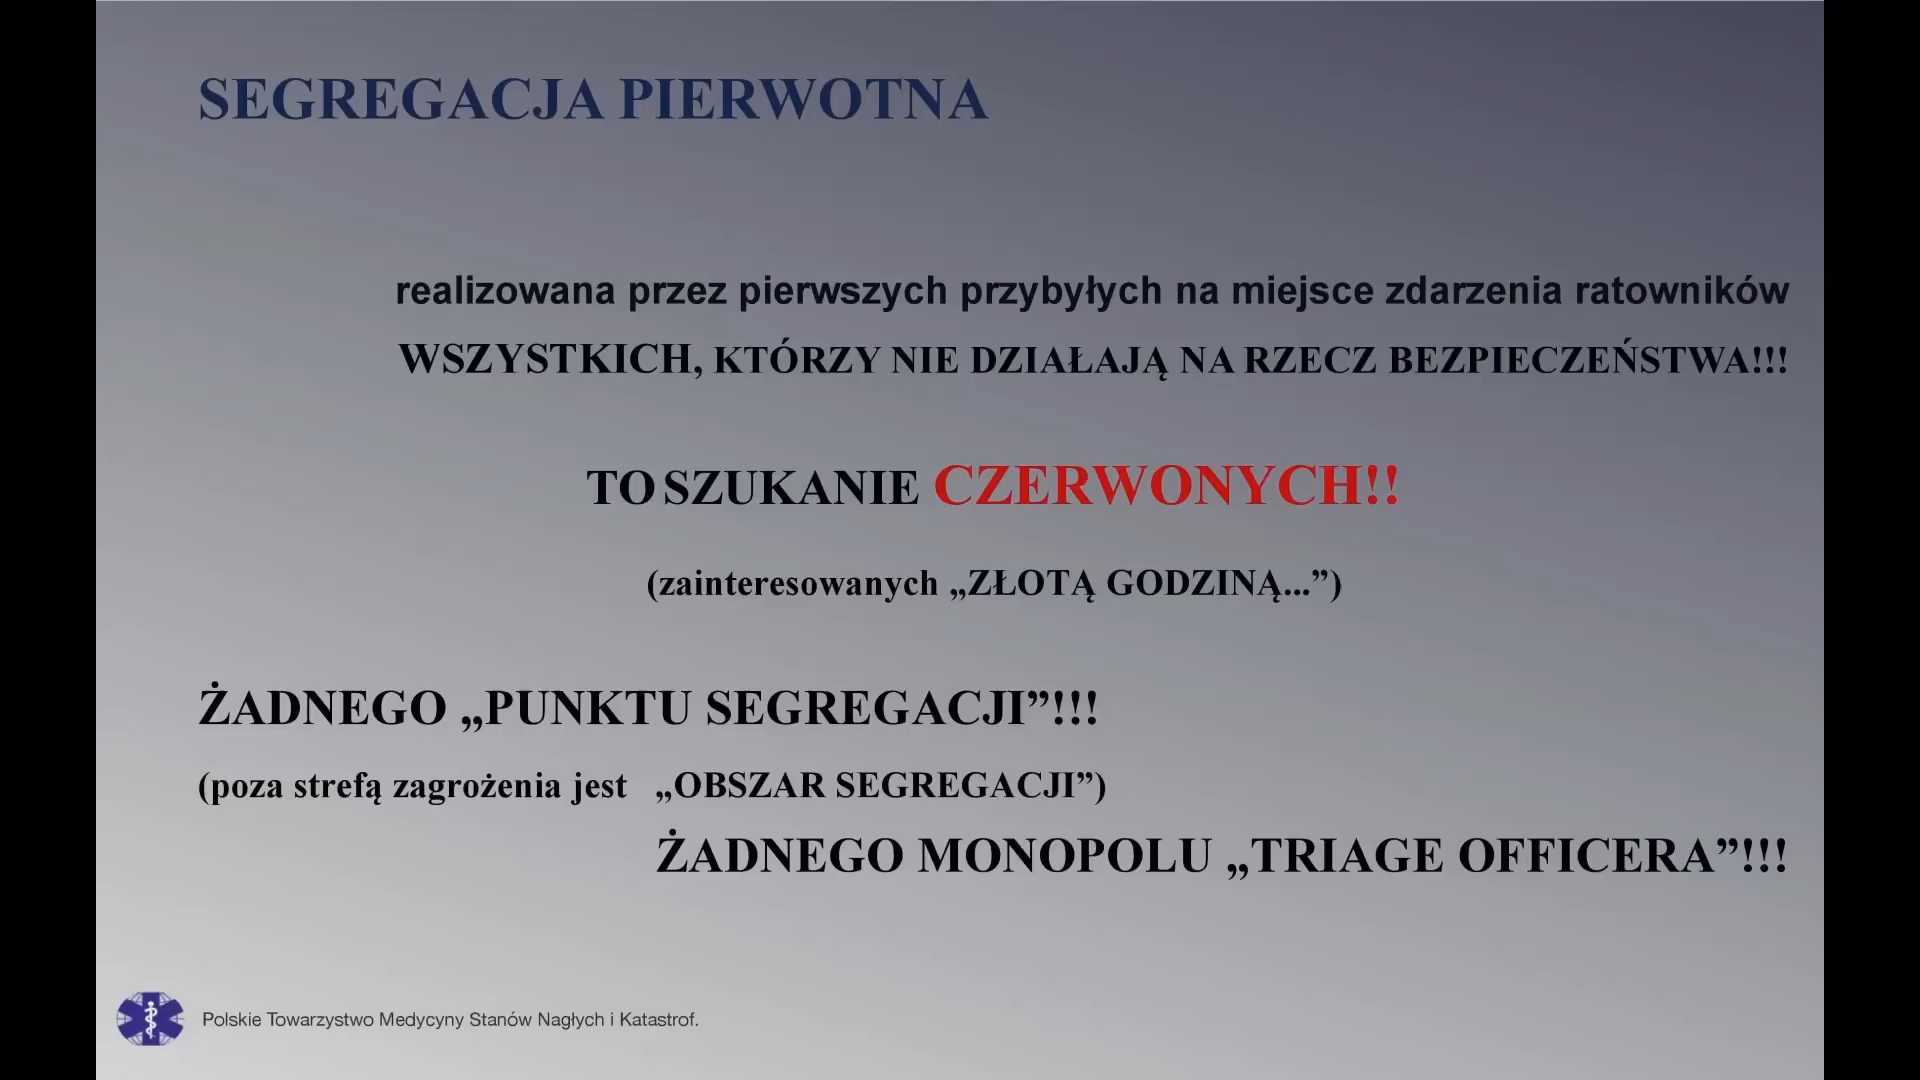 SEGREGACJA PIERWOTNA
realizowana przez pierwszych przybyłych na miejsce zdarzenia ratowników
WSZYSTKICH, KTÓRZY NIE DZIAŁAJĄ NA RZECZ BEZPIECZEŃSTWA!!!
TO SZUKANIE CZERWONYCH!!
(zainteresowanych „ZŁOTĄ GODZINĄ...”)
ŻADNEGO „PUNKTU SEGREGACJI”!!!
(poza strefą zagrożenia jest „OBSZAR SEGREGACJI”)
ŻADNEGO MONOPOLU „TRIAGE OFFICERA”!!!
Polskie Towarzystwo Medycyny Stanów Nagłych i Katastrof.